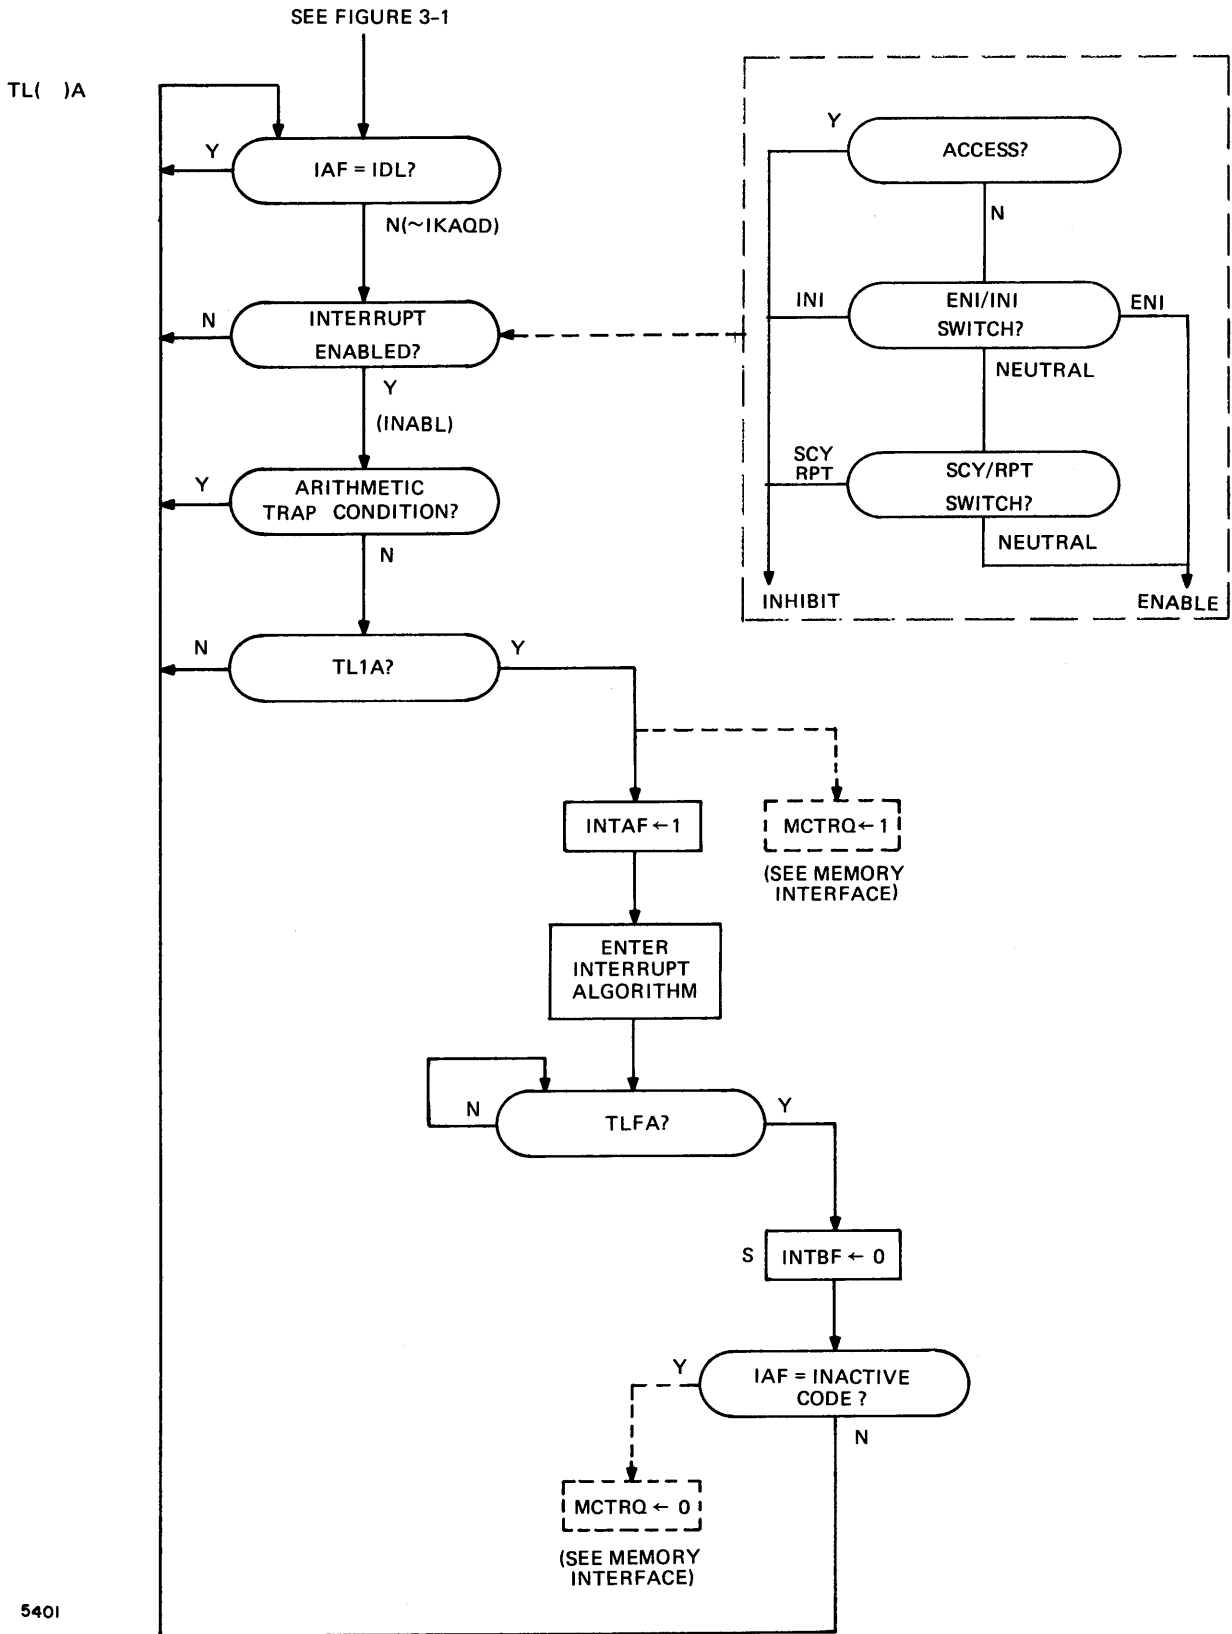 SEE FIGURE 3-1
TL( )A
Y
IAF = IDL?
N(~IKAQD)
N
INTERRUPT
ENABLED?
Y
(INABL)
Y
ARITHMETIC
TRAP CONDITION?
N
N
TL1A?
Y
Y
ACCESS?
N
INI
ENI/INI
SWITCH?
ENI
NEUTRAL
SCY
RPT
SCY/RPT
SWITCH?
NEUTRAL
INHIBIT
ENABLE
INTAF ← 1
MCTRQ ← 1
(SEE MEMORY
INTERFACE)
ENTER
INTERRUPT
ALGORITHM
N
TLFA?
Y
S
INTBF ← 0
Y
IAF = INACTIVE
CODE ?
N
MCTRQ ← 0
(SEE MEMORY
INTERFACE)
5401